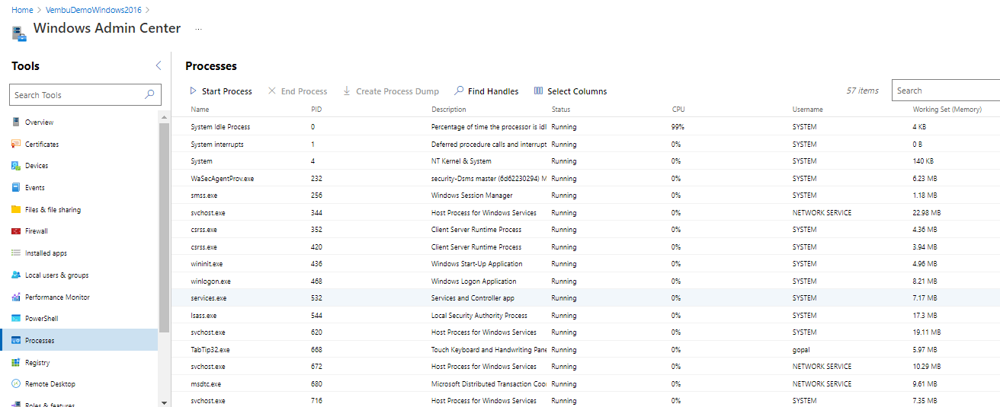 Home > VembuDemoWindows2016 >
Windows Admin Center ...
Tools
Search Tools
Overview
Certificates
Devices
Events
Files & file sharing
Firewall
Installed apps
Local users & groups
Performance Monitor
PowerShell
Processes
Registry
Remote Desktop
Roles & features
Processes
Start Process End Process Create Process Dump Find Handles Select Columns 57 items Search
Name PID Description Status CPU Username Working Set (Memory)
System Idle Process 0 Percentage of time the processor is idl Running 99% SYSTEM 4 KB
System interrupts 1 Deferred procedure calls and interrupt Running 0% SYSTEM 0 B
System 4 NT Kernel & System Running 0% SYSTEM 140 KB
WaSecAgentProv.exe 232 security-Dsms master (6d62230294) M Running 0% SYSTEM 6.23 MB
smss.exe 256 Windows Session Manager Running 0% SYSTEM 1.18 MB
svchost.exe 344 Host Process for Windows Services Running 0% NETWORK SERVICE 22.98 MB
csrss.exe 352 Client Server Runtime Process Running 0% SYSTEM 4.36 MB
csrss.exe 420 Client Server Runtime Process Running 0% SYSTEM 3.94 MB
wininit.exe 436 Windows Start-Up Application Running 0% SYSTEM 4.96 MB
winlogon.exe 468 Windows Logon Application Running 0% SYSTEM 8.21 MB
services.exe 532 Services and Controller app Running 0% SYSTEM 7.17 MB
lsass.exe 544 Local Security Authority Process Running 0% SYSTEM 17.3 MB
svchost.exe 620 Host Process for Windows Services Running 0% SYSTEM 19.11 MB
TabTip32.exe 668 Touch Keyboard and Handwriting Pane Running 0% gopal 5.97 MB
svchost.exe 672 Host Process for Windows Services Running 0% NETWORK SERVICE 10.29 MB
msdtc.exe 680 Microsoft Distributed Transaction Coo Running 0% NETWORK SERVICE 9.61 MB
svchost.exe 716 Host Process for Windows Services Running 0% SYSTEM 7.35 MB